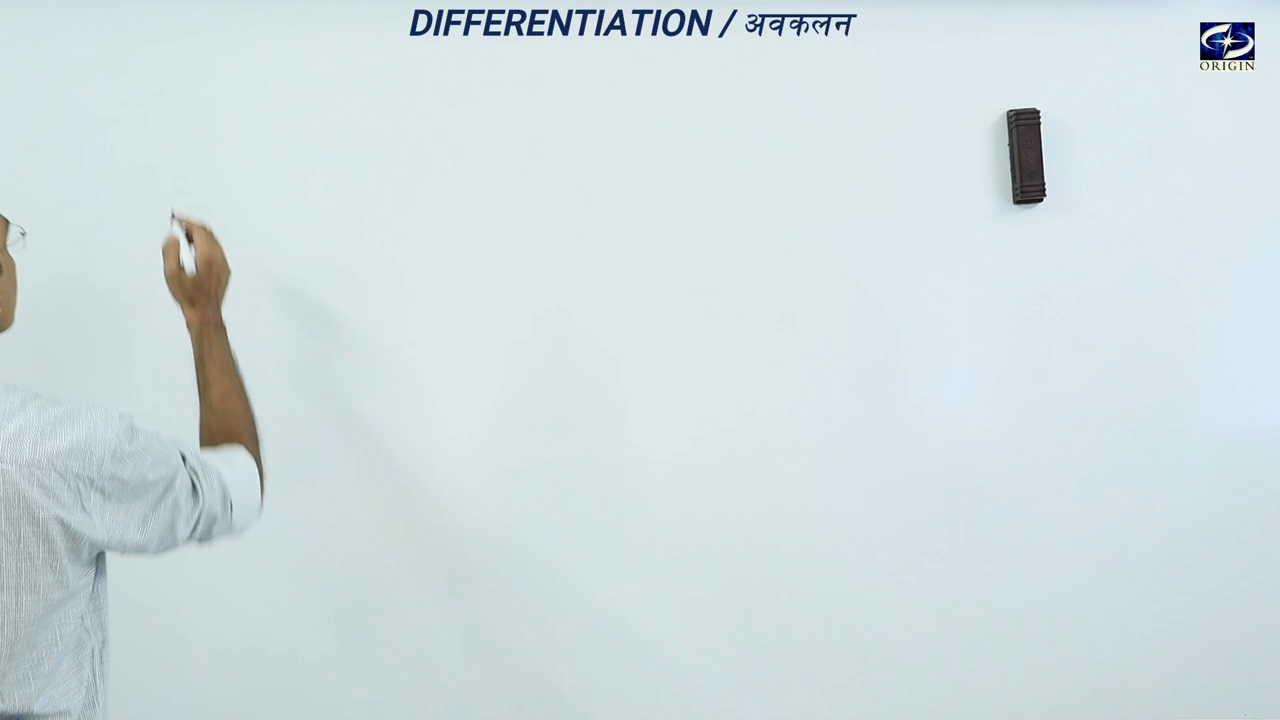 DIFFERENTIATION / अवकलन
ORIGIN